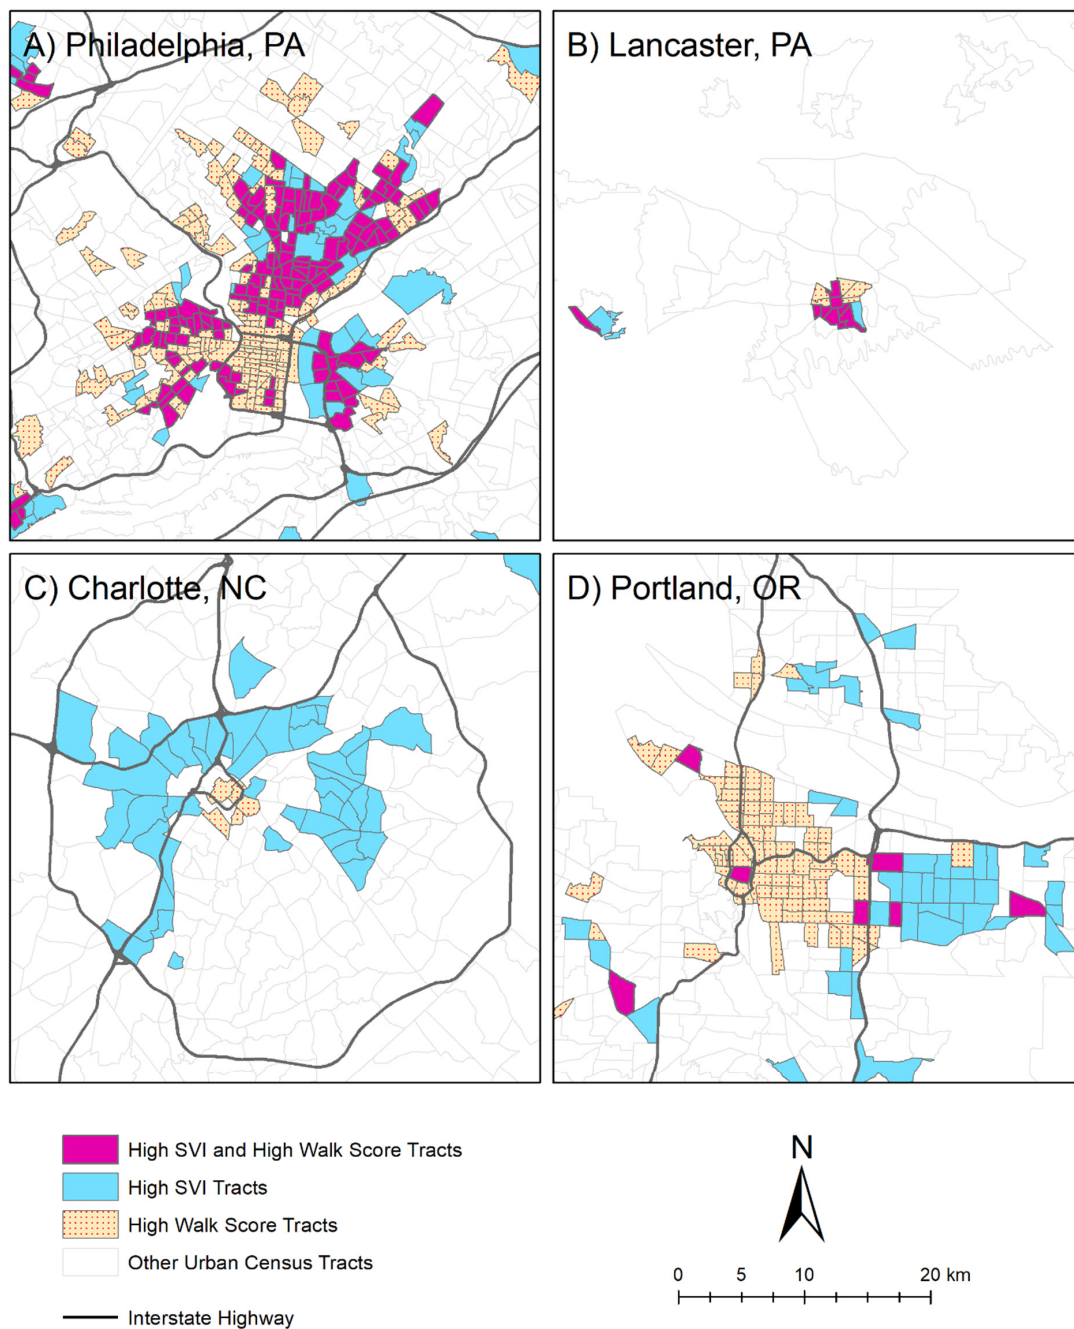 A) Philadelphia, PA
B) Lancaster, PA
C) Charlotte, NC
D) Portland, OR
High SVI and High Walk Score Tracts
High SVI Tracts
High Walk Score Tracts
Other Urban Census Tracts
Interstate Highway
N
0 5 10 20 km